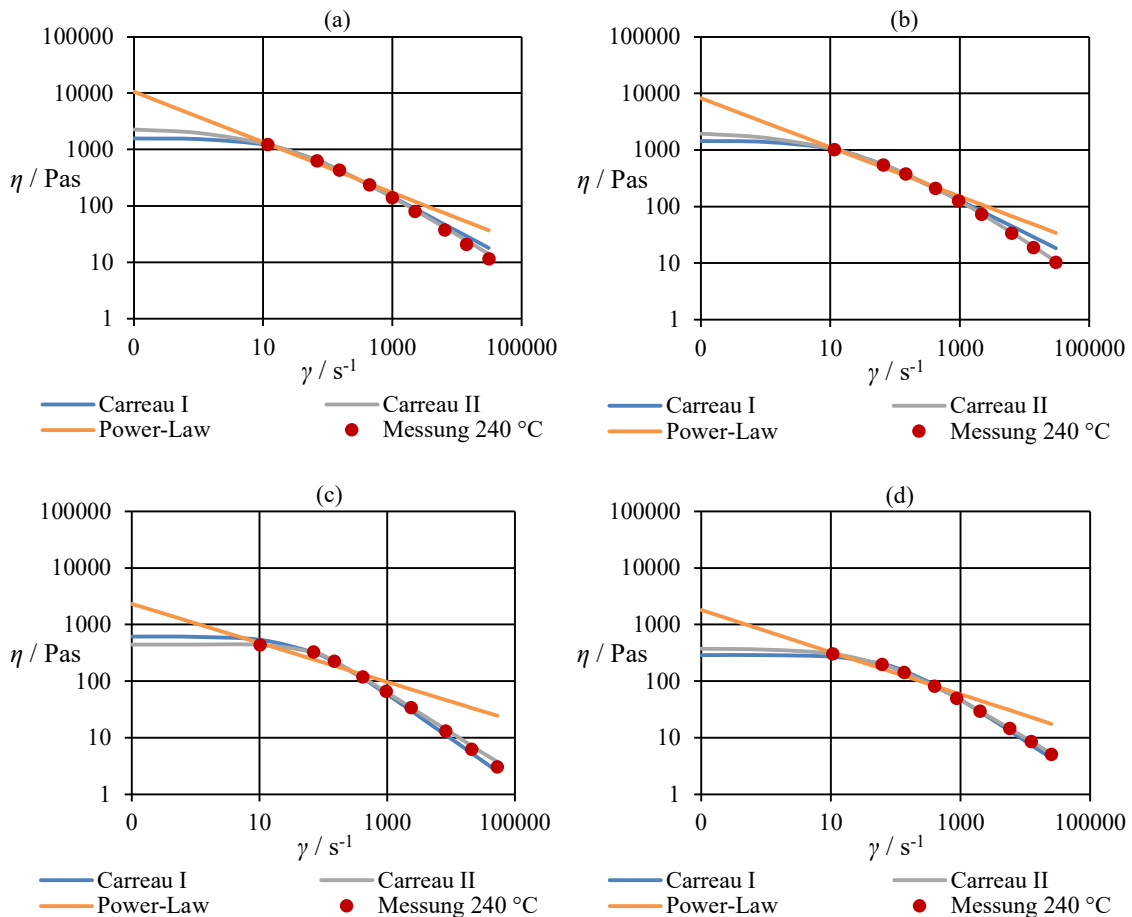 (a)
100000
10000
1000
η / Pas
100
10
1
0 10 1000 100000
γ / s-1
Carreau I Carreau II
Power-Law Messung 240 °C
(b)
100000
10000
1000
η / Pas
100
10
1
0 10 1000 100000
γ / s-1
Carreau I Carreau II
Power-Law Messung 240 °C
(c)
100000
10000
1000
η / Pas
100
10
1
0 10 1000 100000
γ / s-1
Carreau I Carreau II
Power-Law Messung 240 °C
(d)
100000
10000
1000
η / Pas
100
10
1
0 10 1000 100000
γ / s-1
Carreau I Carreau II
Power-Law Messung 240 °C